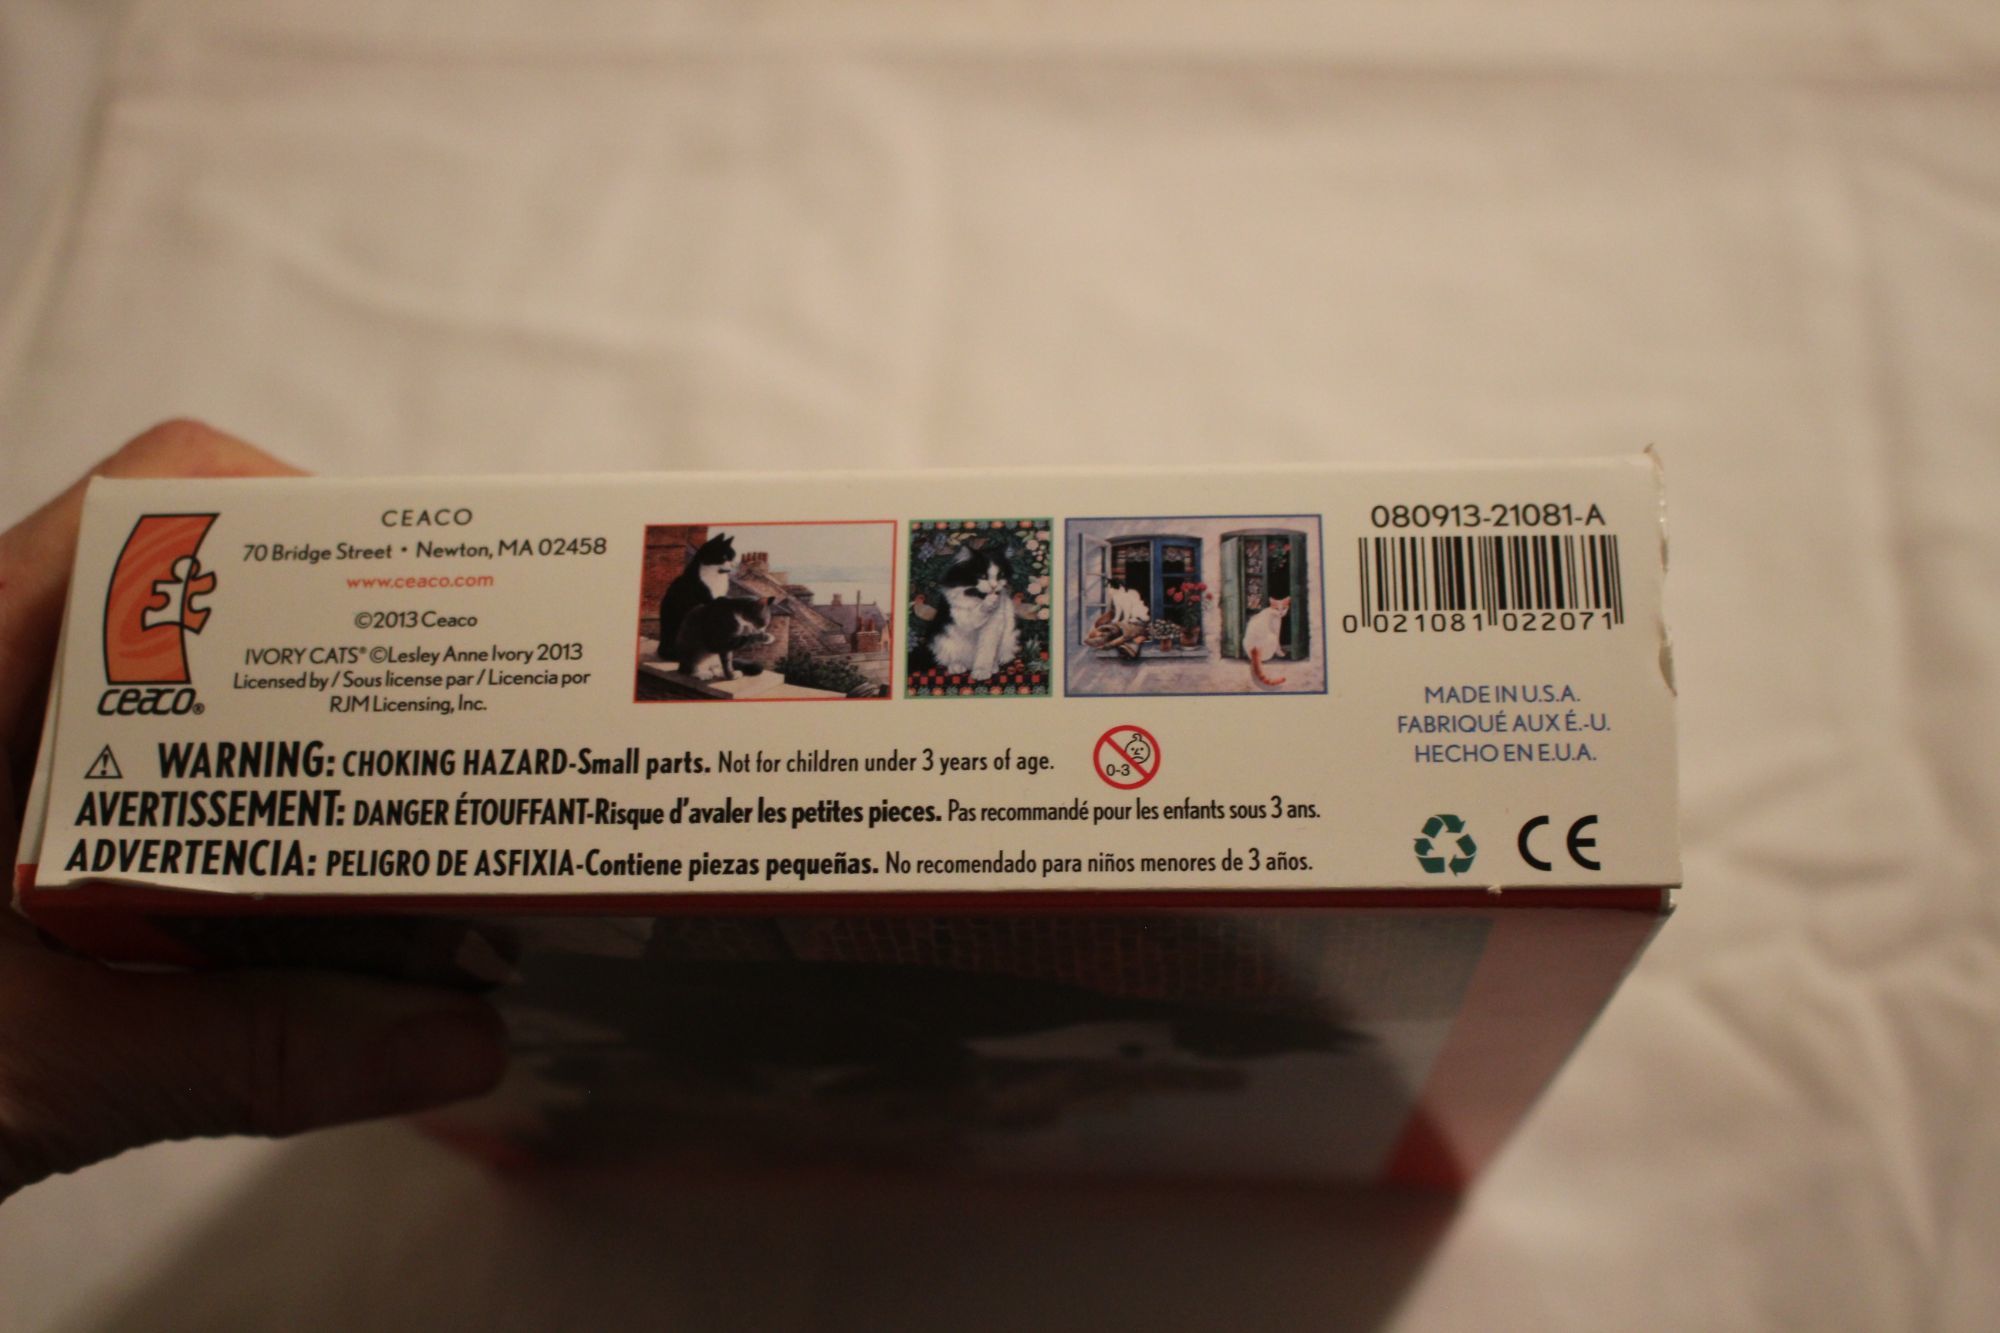 CEACO
70 Bridge Street • Newton, MA 02458
www.ceaco.com
©2013 Ceaco
IVORY CATS® ©Lesley Anne Ivory 2013
Licensed by / Sous license par / Licencia por
RJM Licensing, Inc.
ceaco®
080913-21081-A
0 021081 022071
MADE IN U.S.A.
FABRIQUÉ AUX É.-U.
HECHO EN E.U.A.
WARNING: CHOKING HAZARD-Small parts. Not for children under 3 years of age.
0-3
AVERTISSEMENT: DANGER ÉTOUFFANT-Risque d'avaler les petites pieces. Pas recommandé pour les enfants sous 3 ans.
ADVERTENCIA: PELIGRO DE ASFIXIA-Contiene piezas pequeñas. No recomendado para niños menores de 3 años.
CE